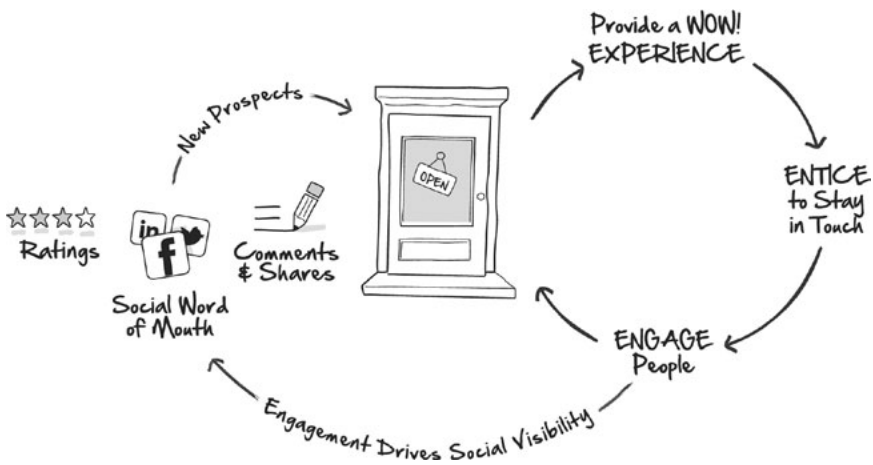 Provide a WOW!
EXPERIENCE
New Prospects
OPEN
ENTICE
to Stay
in Touch
Ratings
in
f
Comments
& Shares
Social Word
of Mouth
ENGAGE
People
Engagement Drives Social Visibility